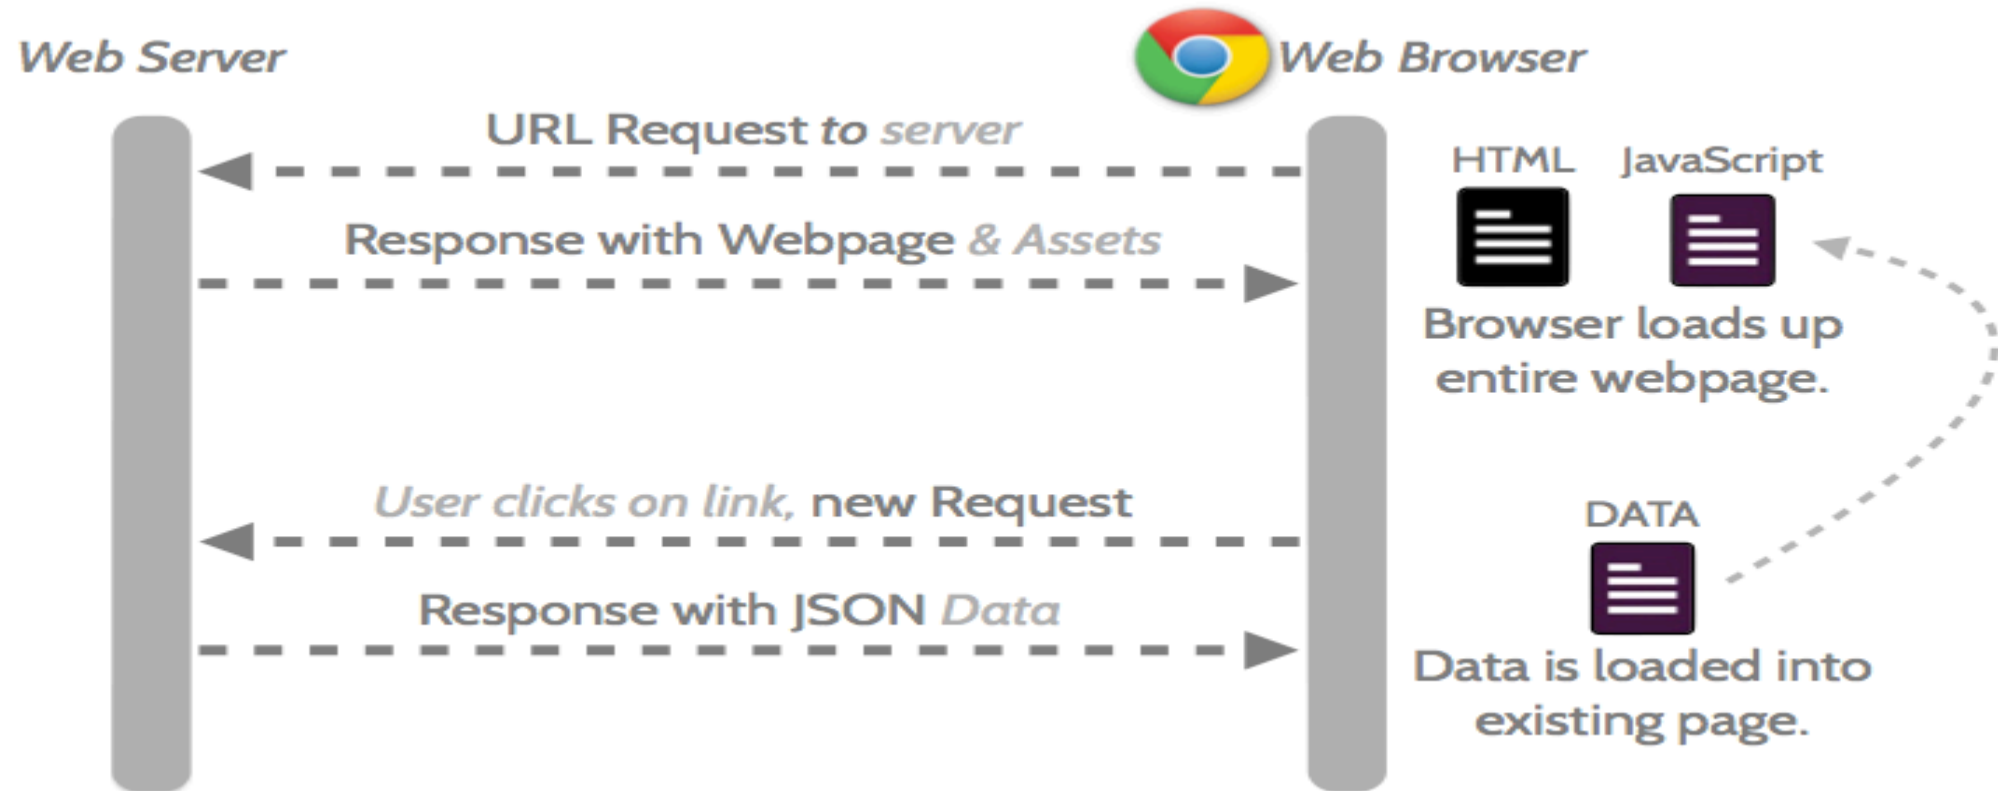 Web Server
Web Browser
URL Request to server
HTML
JavaScript
Response with Webpage & Assets
Browser loads up
entire webpage.
User clicks on link, new Request
DATA
Response with JSON Data
Data is loaded into
existing page.